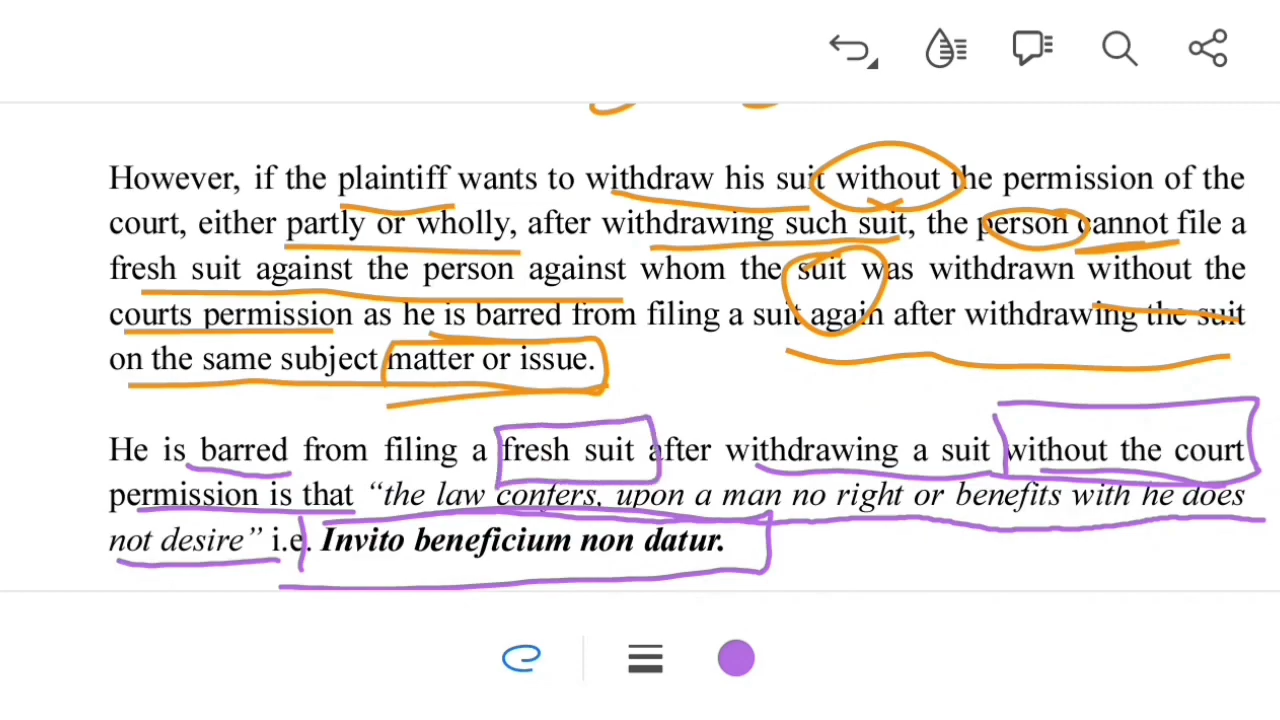 However, if the plaintiff wants to withdraw his suit without the permission of the
court, either partly or wholly, after withdrawing such suit, the person cannot file a
fresh suit against the person against whom the suit was withdrawn without the
courts permission as he is barred from filing a suit again after withdrawing the suit
on the same subject matter or issue.
He is barred from filing a fresh suit after withdrawing a suit without the court
permission is that “the law confers, upon a man no right or benefits with he does
not desire” i.e. Invito beneficium non datur.